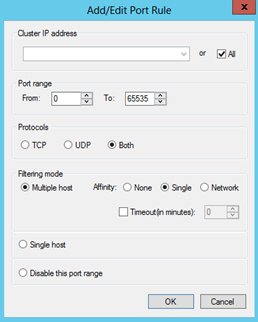 Add/Edit Port Rule
x
Cluster IP address
or All
Port range
From: 0 To: 65535
Protocols
TCP UDP Both
Filtering mode
Multiple host Affinity: None Single Network
Timeout(in minutes): 0
Single host
Disable this port range
OK Cancel